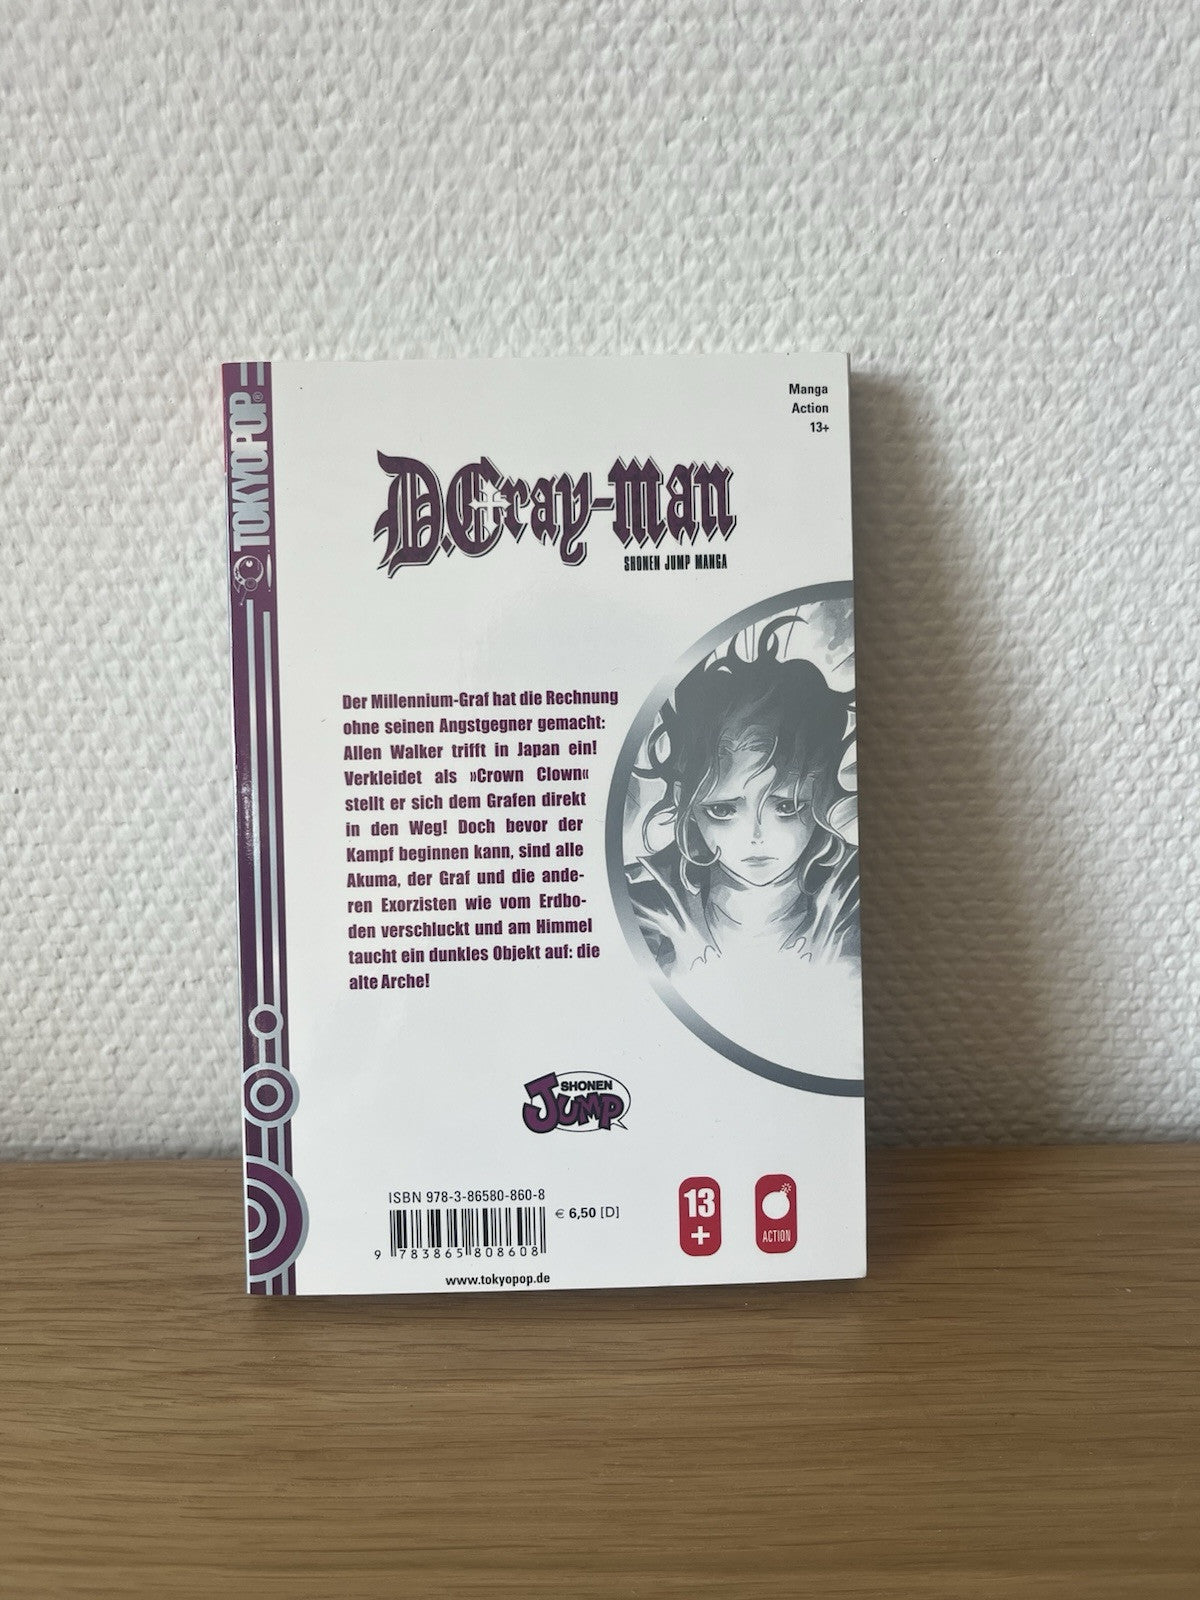 TOKYOPOP®
Manga
Action
13+
D.Gray-man
SHONEN JUMP MANGA
Der Millennium-Graf hat die Rechnung
ohne seinen Angstgegner gemacht:
Allen Walker trifft in Japan ein!
Verkleidet als »Crown Clown«
stellt er sich dem Grafen direkt
in den Weg! Doch bevor der
Kampf beginnen kann, sind alle
Akuma, der Graf und die ande-
ren Exorzisten wie vom Erdbo-
den verschluckt und am Himmel
taucht ein dunkles Objekt auf: die
alte Arche!
SHONEN
JUMP
ISBN 978-3-86580-860-8
€ 6,50 [D]
9 783865 808608
www.tokyopop.de
13
+
ACTION